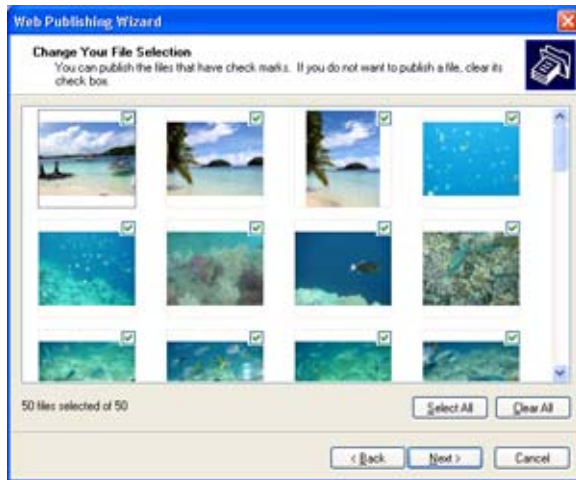 Web Publishing Wizard
Change Your File Selection
You can publish the files that have check marks. If you do not want to publish a file, clear its
check box.
50 files selected of 50
Select All
Clear All
< Back
Next >
Cancel